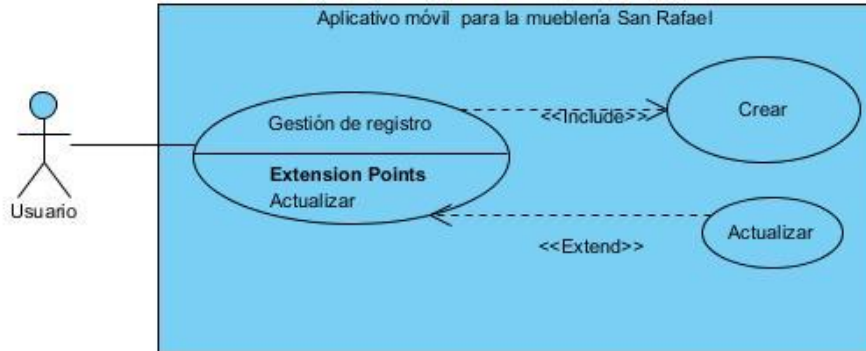 Aplicativo móvil para la mueblería San Rafael
Gestión de registro
<<Include>>
Crear
Extension Points
Actualizar
Usuario
<<Extend>>
Actualizar